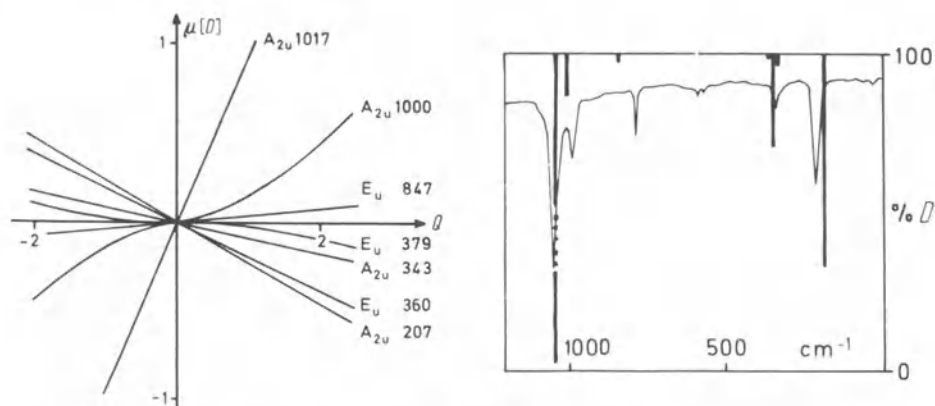 μ[D]
1
A₂ᵤ 1017
A₂ᵤ 1000
Eᵤ 847
Q
-2
2
Eᵤ 379
A₂ᵤ 343
Eᵤ 360
A₂ᵤ 207
-1
100
% D
1000 500 cm⁻¹
0